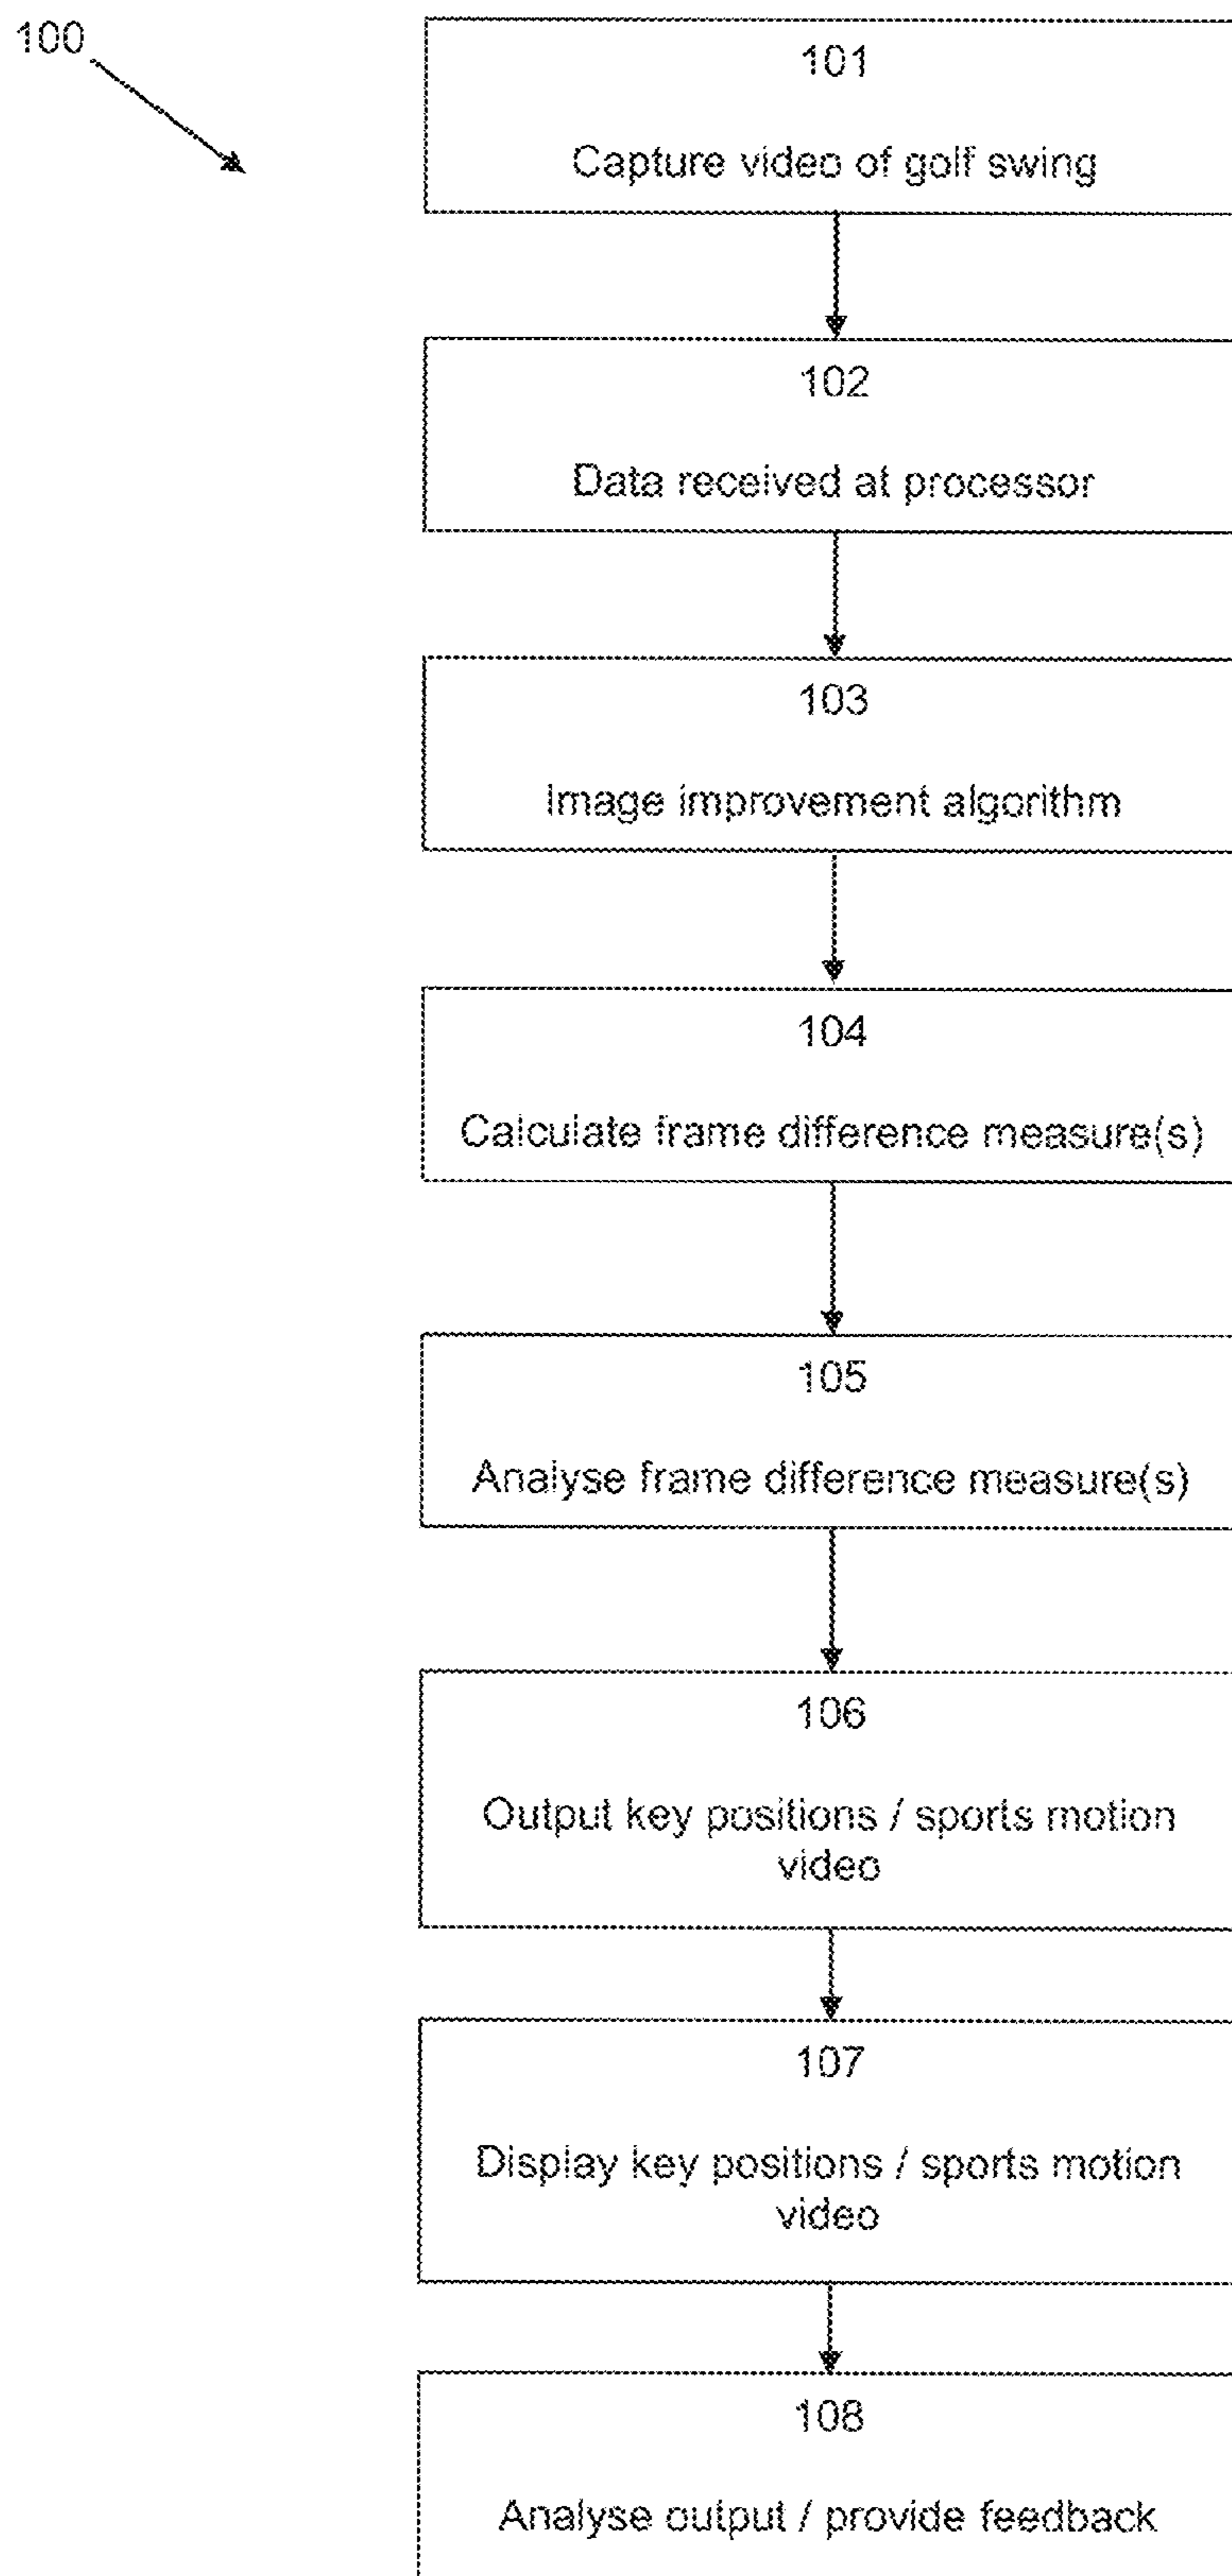 100
101
Capture video of golf swing
102
Data received at processor
103
Image improvement algorithm
104
Calculate frame difference measure(s)
105
Analyse frame difference measure(s)
106
Output key positions / sports motion
video
107
Display key positions / sports motion
video
108
Analyse output / provide feedback